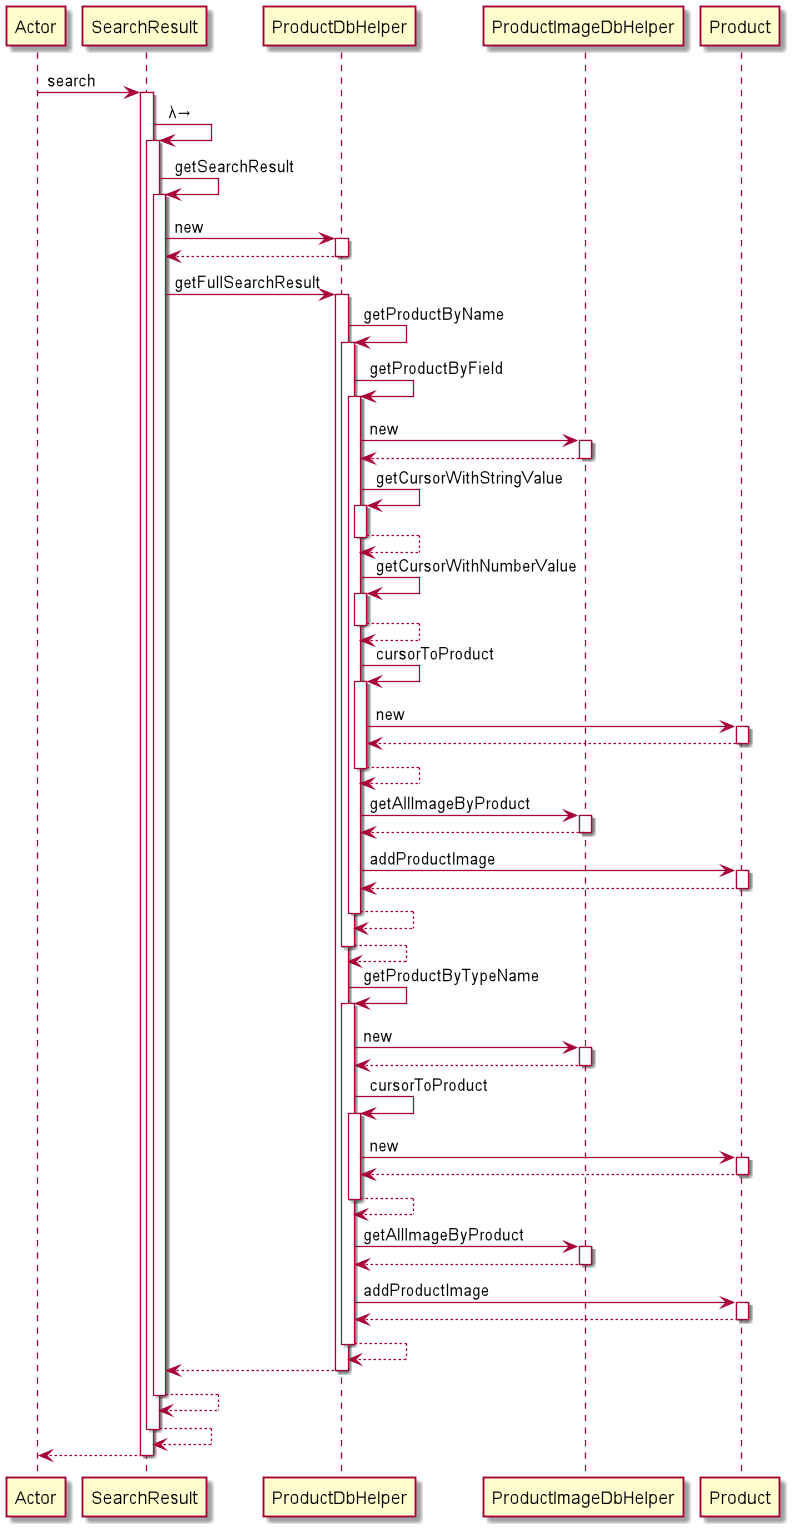 Actor SearchResult ProductDbHelper ProductImageDbHelper Product
search
λ→
getSearchResult
new
getFullSearchResult
getProductByName
getProductByField
new
getCursorWithStringValue
getCursorWithNumberValue
cursorToProduct
new
getAllImageByProduct
addProductImage
getProductByTypeName
new
cursorToProduct
new
getAllImageByProduct
addProductImage
Actor SearchResult ProductDbHelper ProductImageDbHelper Product